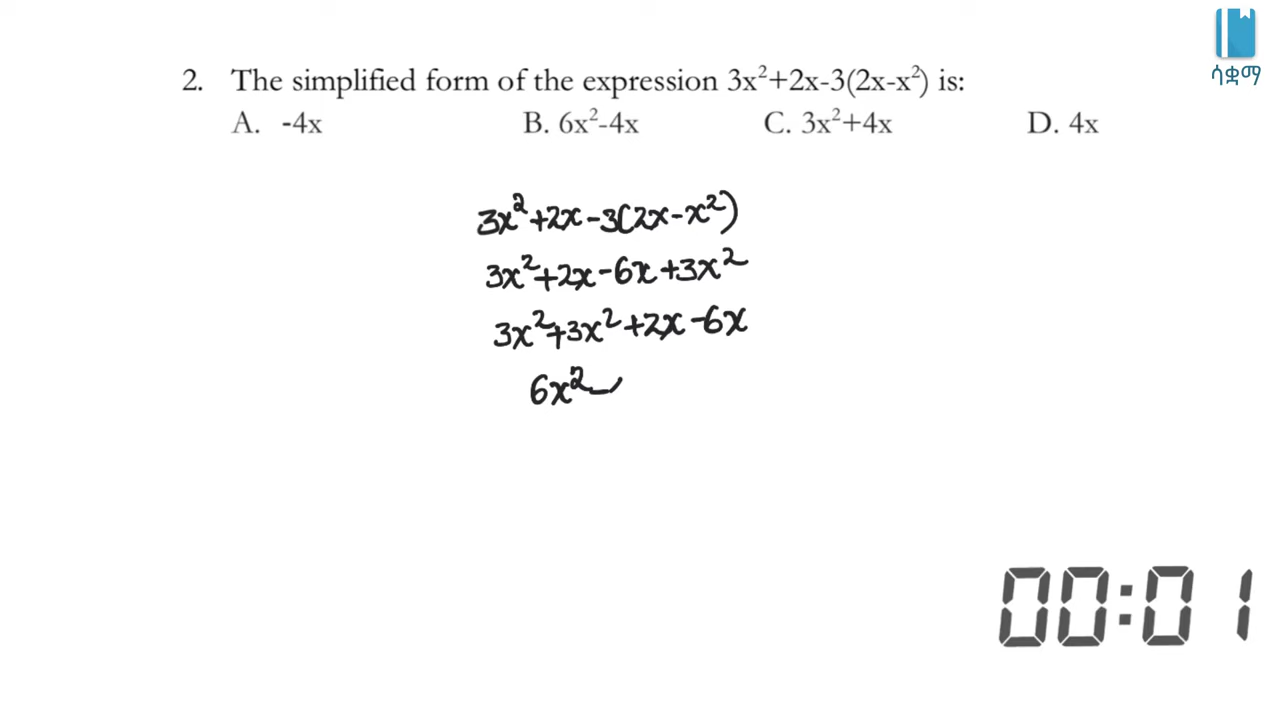 ሳቋማ
2. The simplified form of the expression 3x²+2x-3(2x-x²) is:
A. -4x B. 6x²-4x C. 3x²+4x D. 4x
3x²+2x-3(2x-x²)
3x²+2x-6x+3x²
3x²+3x²+2x-6x
6x²-
00:01